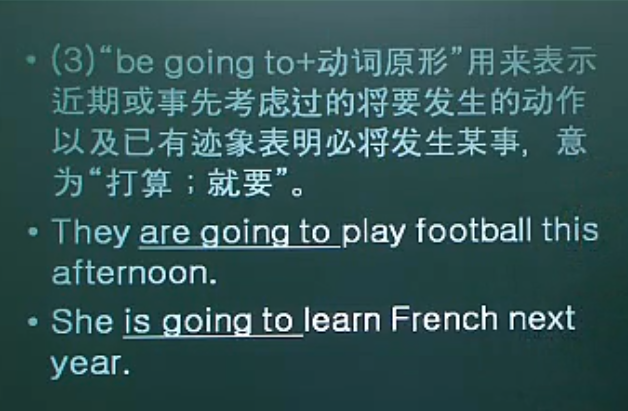 • (3)“be going to+动词原形”用来表示
近期或事先考虑过的将要发生的动作
以及已有迹象表明必将发生某事, 意
为“打算；就要”。
• They are going to play football this
afternoon.
• She is going to learn French next
year.